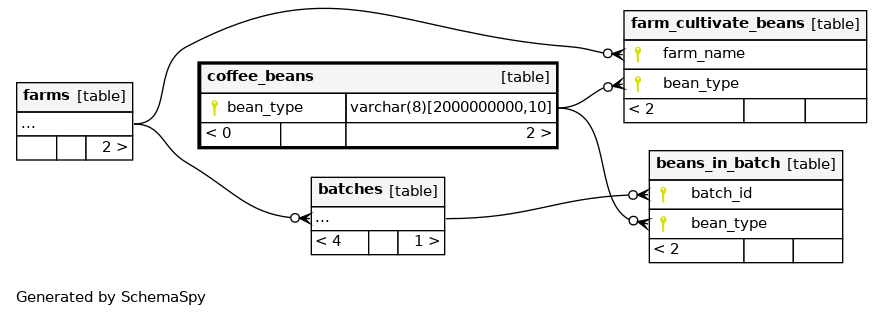 farms [table]
...
2 >
coffee_beans [table]
bean_type varchar(8)[2000000000,10]
< 0 2 >
batches [table]
...
< 4 1 >
farm_cultivate_beans [table]
farm_name
bean_type
< 2
beans_in_batch [table]
batch_id
bean_type
< 2
Generated by SchemaSpy